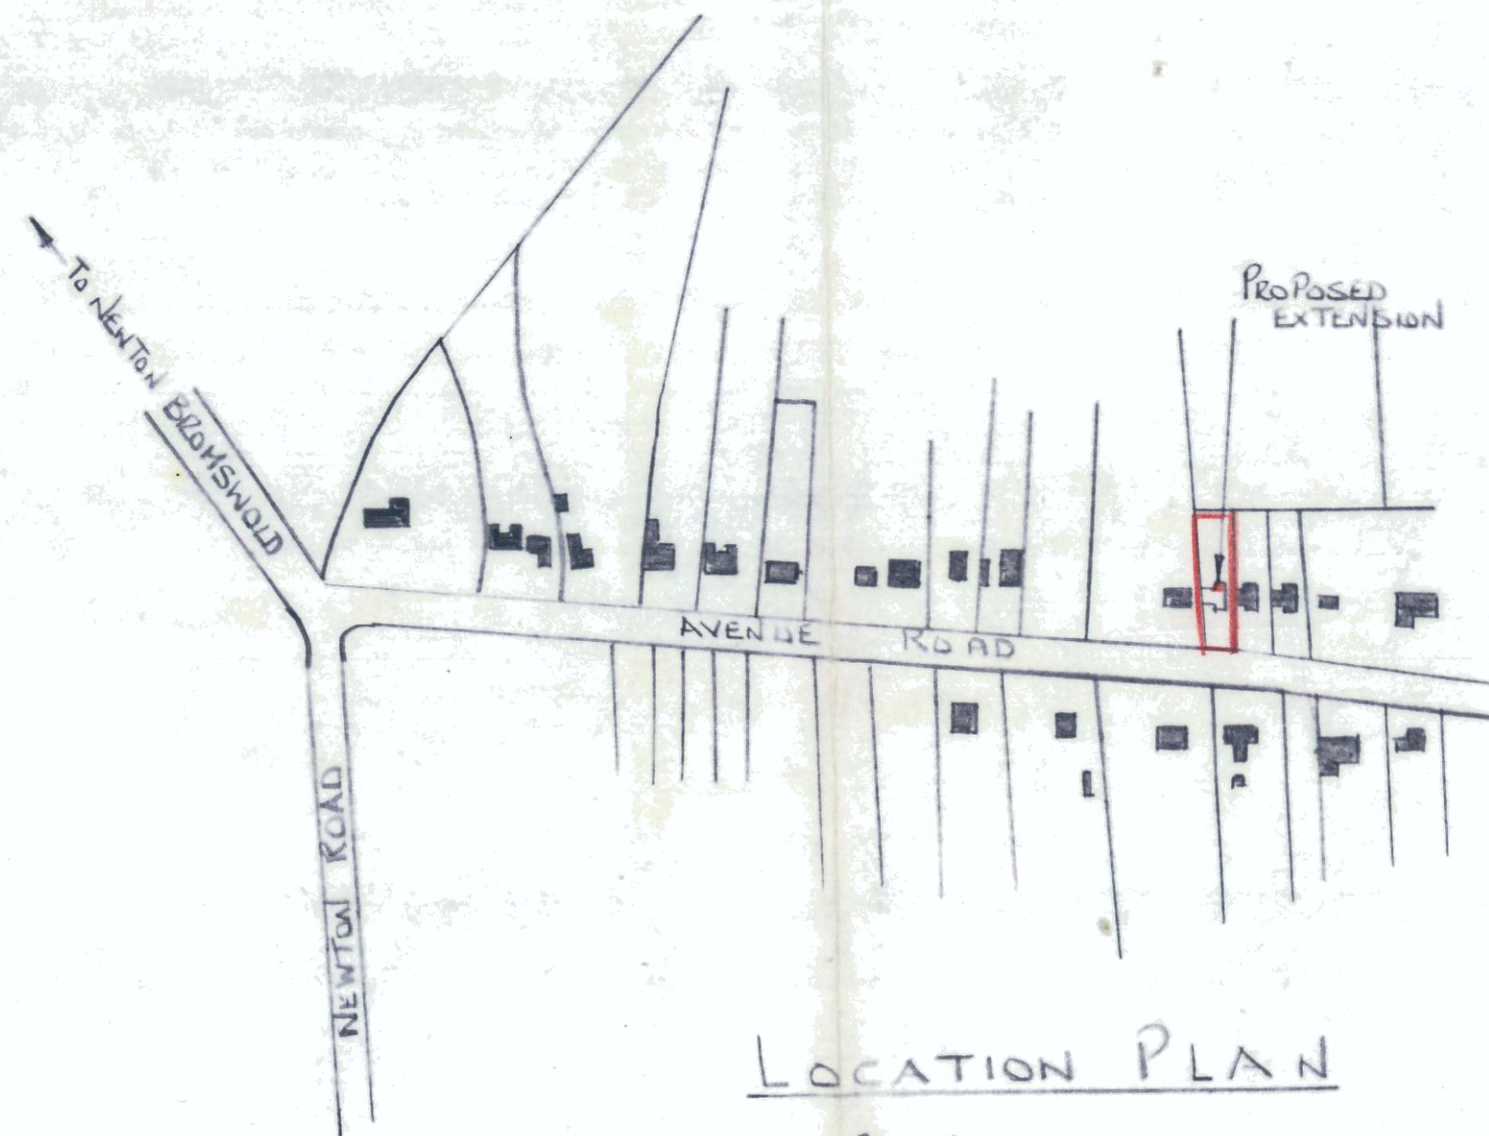 PROPOSED
EXTENSION
TO NEWTON BROMSWOLD
AVENUE ROAD
NEWTON ROAD
LOCATION PLAN